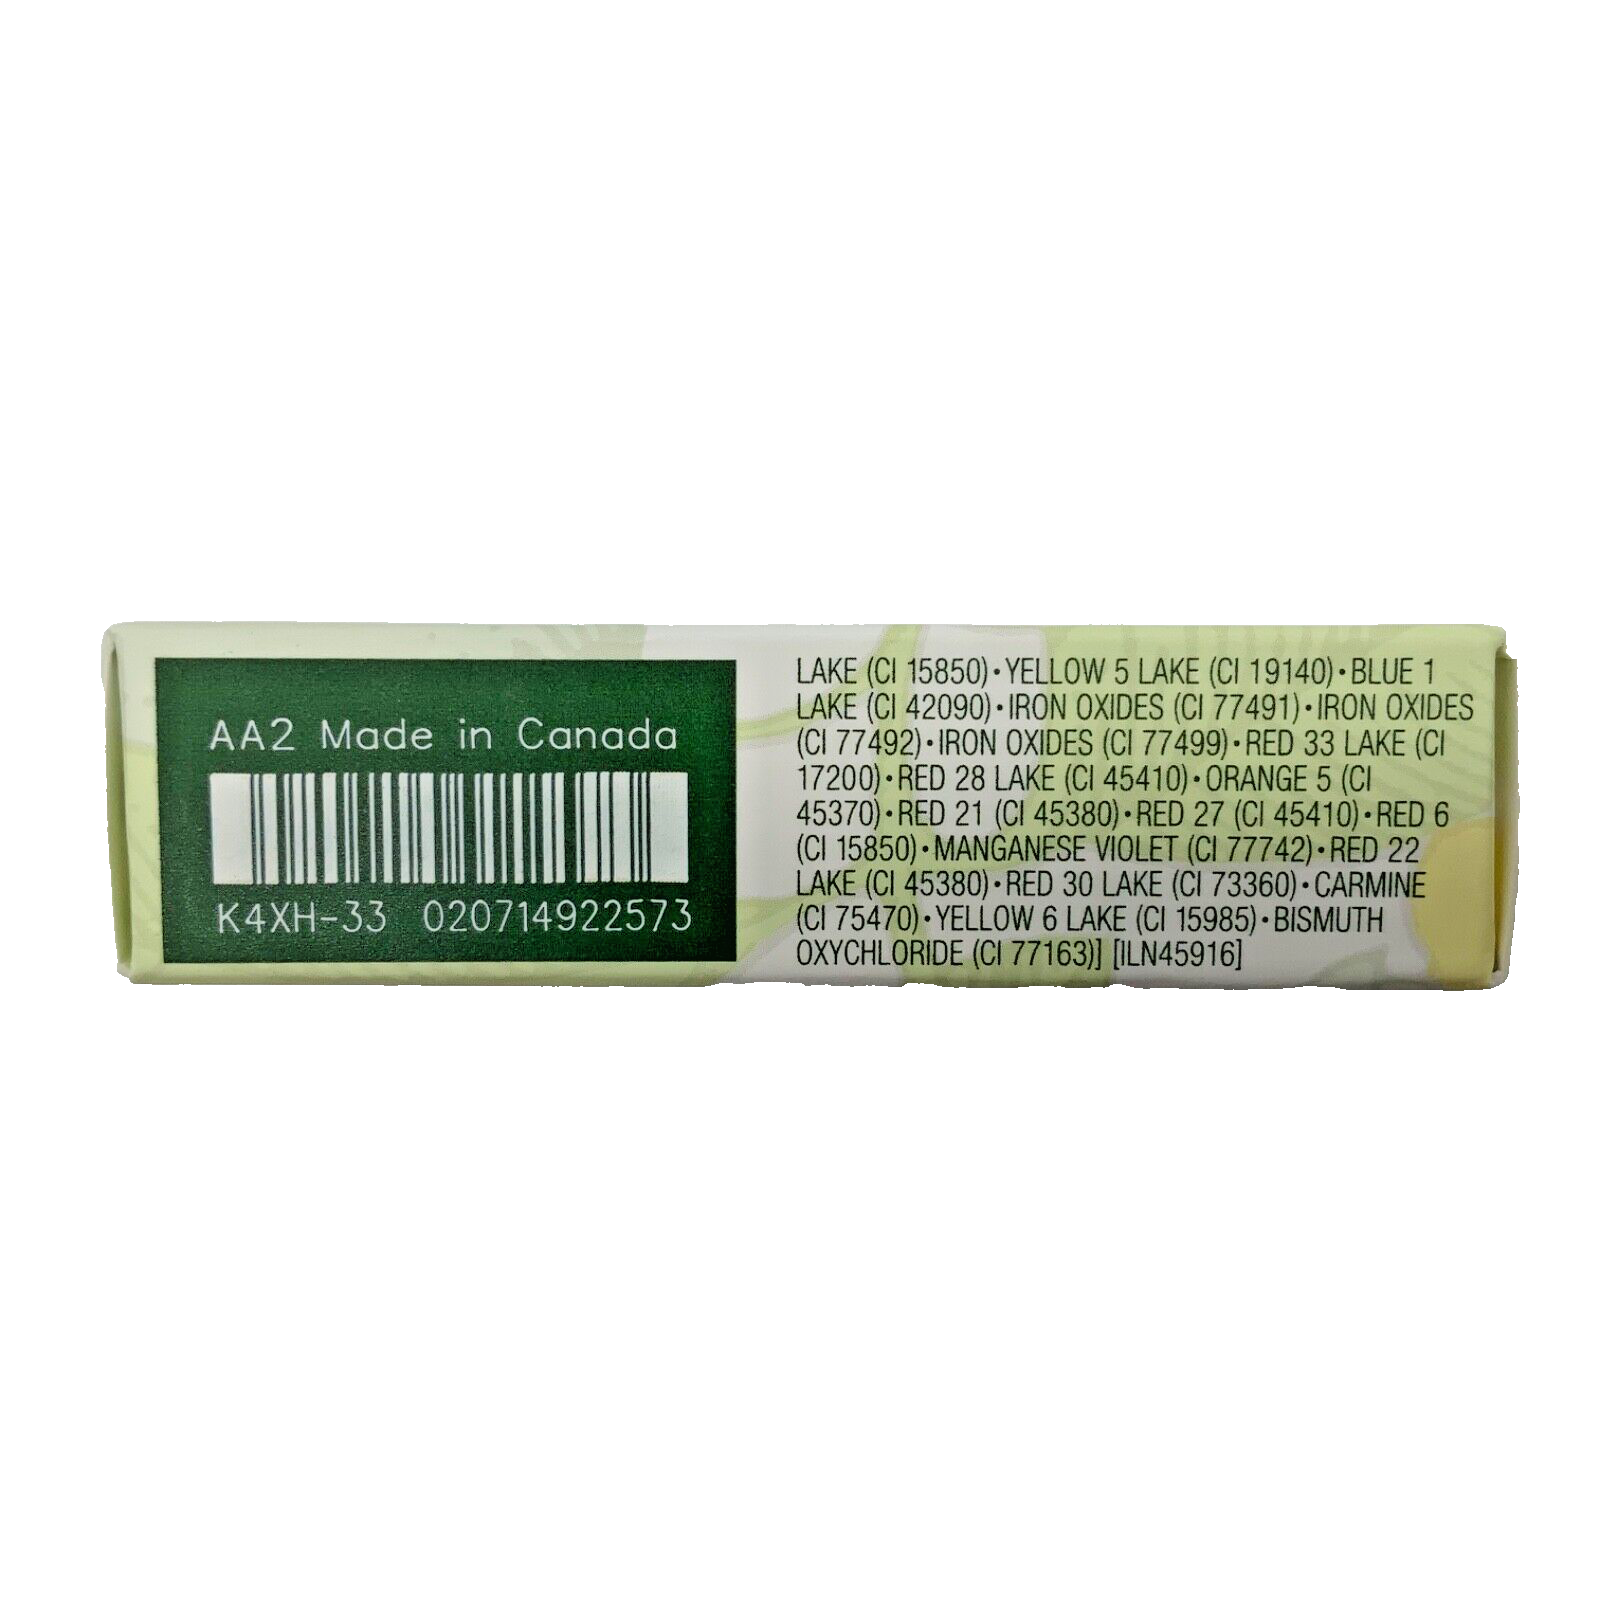 AA2 Made in Canada
K4XH-33 020714922573
LAKE (CI 15850)•YELLOW 5 LAKE (CI 19140)•BLUE 1
LAKE (CI 42090)•IRON OXIDES (CI 77491)•IRON OXIDES
(CI 77492)•IRON OXIDES (CI 77499)•RED 33 LAKE (CI
17200)•RED 28 LAKE (CI 45410)•ORANGE 5 (CI
45370)•RED 21 (CI 45380)•RED 27 (CI 45410)•RED 6
(CI 15850)•MANGANESE VIOLET (CI 77742)•RED 22
LAKE (CI 45380)•RED 30 LAKE (CI 73360)•CARMINE
(CI 75470)•YELLOW 6 LAKE (CI 15985)•BISMUTH
OXYCHLORIDE (CI 77163)] [ILN45916]